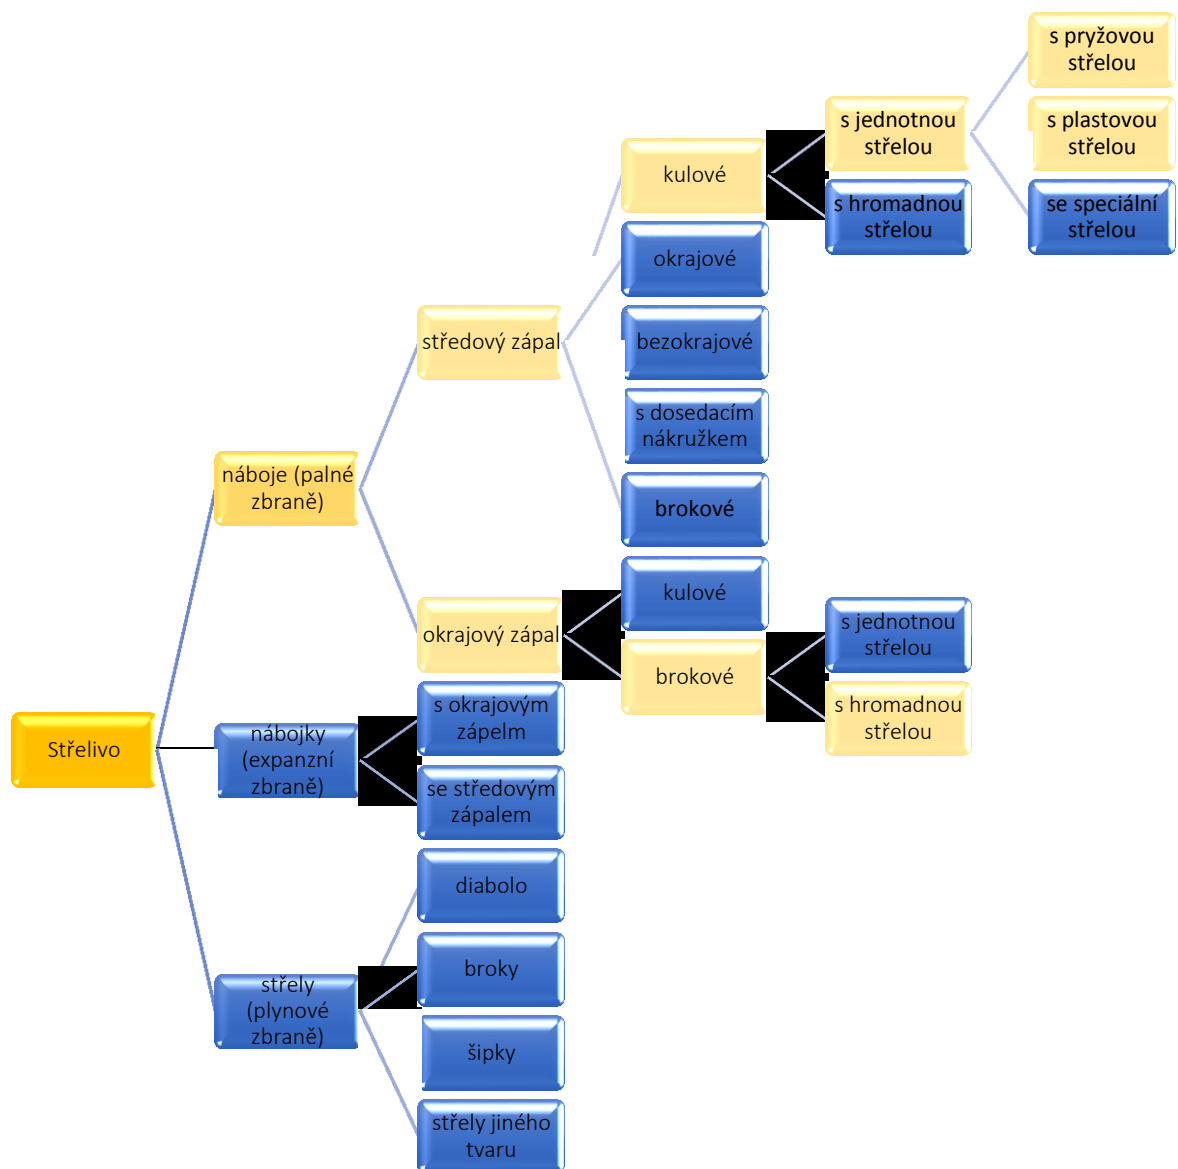 Střelivo
náboje (palné
zbraně)
středový zápal
kulové
s jednotnou
střelou
s pryžovou
střelou
s plastovou
střelou
se speciální
střelou
s hromadnou
střelou
okrajové
bezokrajové
s dosedacím
nákružkem
brokové
okrajový zápal
kulové
brokové
s jednotnou
střelou
s hromadnou
střelou
nábojky
(expanzní
zbraně)
s okrajovým
zápelm
se středovým
zápalem
střely
(plynové
zbraně)
diabolo
broky
šipky
střely jiného
tvaru